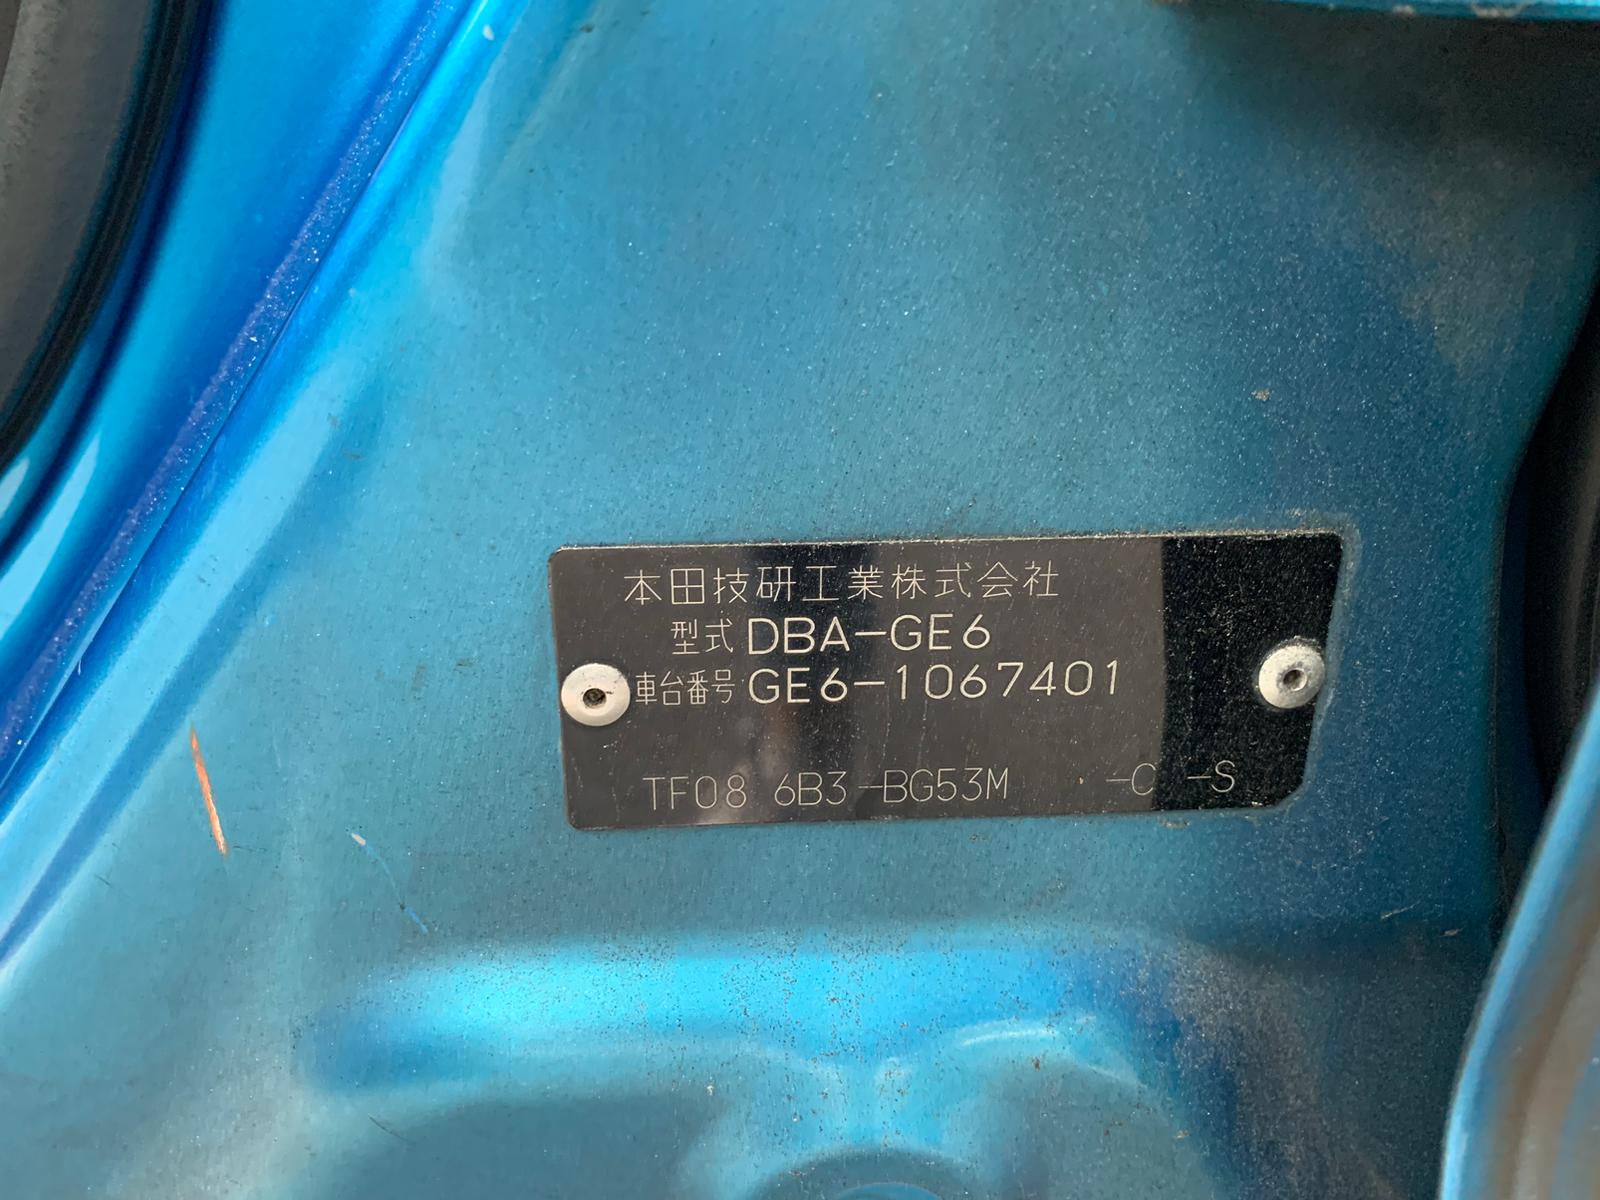 本田技研工業株式会社
型式 DBA-GE6
車台番号 GE6-1067401
TF08 6B3-BG53M -C -S